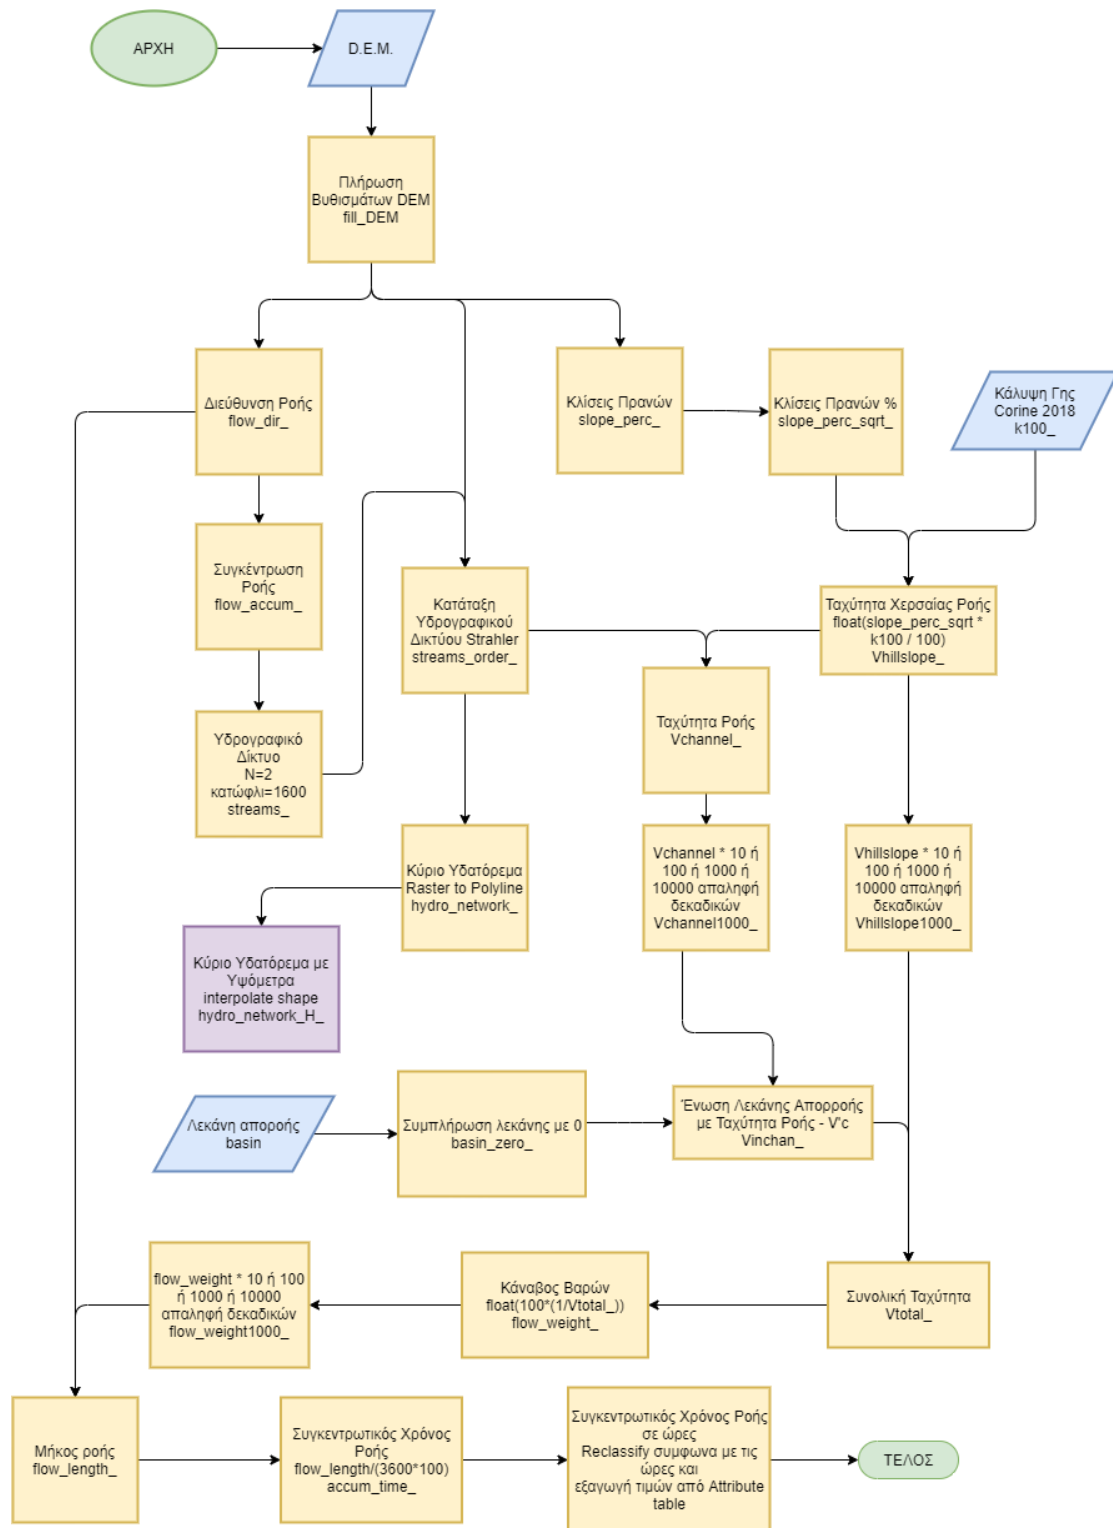 ΑΡΧΗ
D.E.M.
Πλήρωση
Βυθισμάτων DEM
fill_DEM
Διεύθυνση Ροής
flow_dir_
Κλίσεις Πρανών
slope_perc_
Κλίσεις Πρανών %
slope_perc_sqrt_
Κάλυψη Γης
Corine 2018
k100_
Συγκέντρωση
Ροής
flow_accum_
Κατάταξη
Υδρογραφικού
Δικτύου Strahler
streams_order_
Ταχύτητα Χερσαίας Ροής
float(slope_perc_sqrt *
k100 / 100)
Vhillslope_
Υδρογραφικό
Δίκτυο
N=2
κατώφλι=1600
streams_
Ταχύτητα Ροής
Vchannel_
Κύριο Υδατόρεμα
Raster to Polyline
hydro_network_
Vchannel * 10 ή
100 ή 1000 ή
10000 απαληφή
δεκαδικών
Vchannel1000_
Vhillslope * 10 ή
100 ή 1000 ή
10000 απαληφή
δεκαδικών
Vhillslope1000_
Κύριο Υδατόρεμα με
Υψόμετρα
interpolate shape
hydro_network_H_
Λεκάνη αποροής
basin
Συμπλήρωση λεκάνης με 0
basin_zero_
Ένωση Λεκάνης Απορροής
με Ταχύτητα Ροής - V'c
Vinchan_
flow_weight * 10 ή 100
ή 1000 ή 10000
απαληφή δεκαδικών
flow_weight1000_
Κάναβος Βαρών
float(100*(1/Vtotal_))
flow_weight_
Συνολική Ταχύτητα
Vtotal_
Μήκος ροής
flow_length_
Συγκεντρωτικός Χρόνος
Ροής
flow_length/(3600*100)
accum_time_
Συγκεντρωτικός Χρόνος Ροής
σε ώρες
Reclassify συμφωνα με τις
ώρες και
εξαγωγή τιμών από Attribute
table
ΤΕΛΟΣ